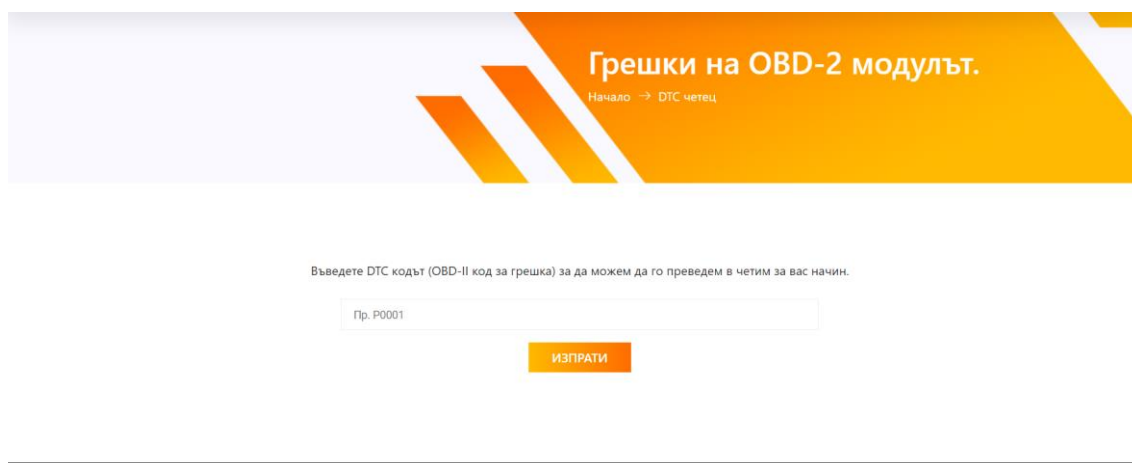 Грешки на OBD-2 модулът.
Начало → DTC четец
Въведете DTC кодът (OBD-II код за грешка) за да можем да го преведем в четим за вас начин.
Пр. P0001
ИЗПРАТИ